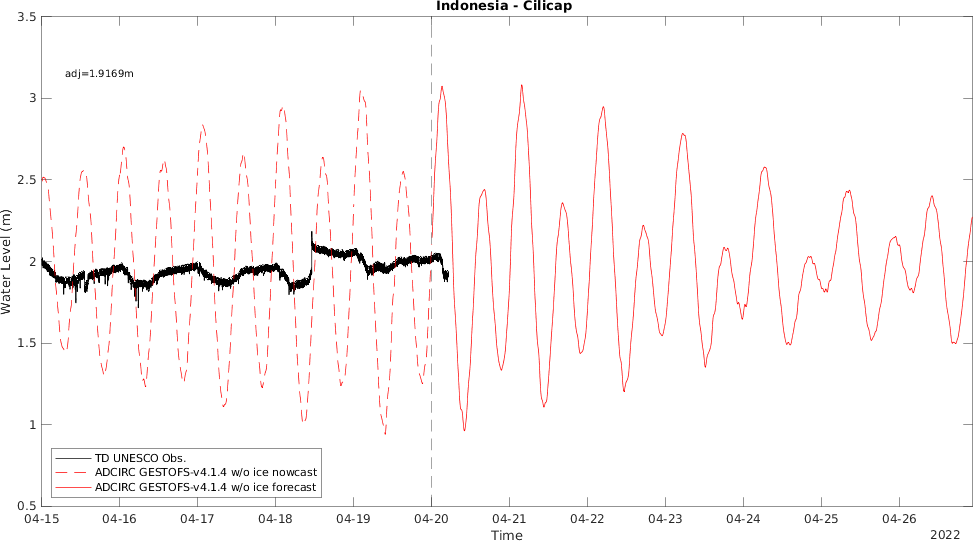 Indonesia - Cilicap
3.5
adj=1.9169m
3
2.5
2
1.5
1
0.5
Water Level (m)
TD UNESCO Obs.
ADCIRC GESTOFS-v4.1.4 w/o ice nowcast
ADCIRC GESTOFS-v4.1.4 w/o ice forecast
04-15 04-16 04-17 04-18 04-19 04-20 04-21 04-22 04-23 04-24 04-25 04-26
Time
2022